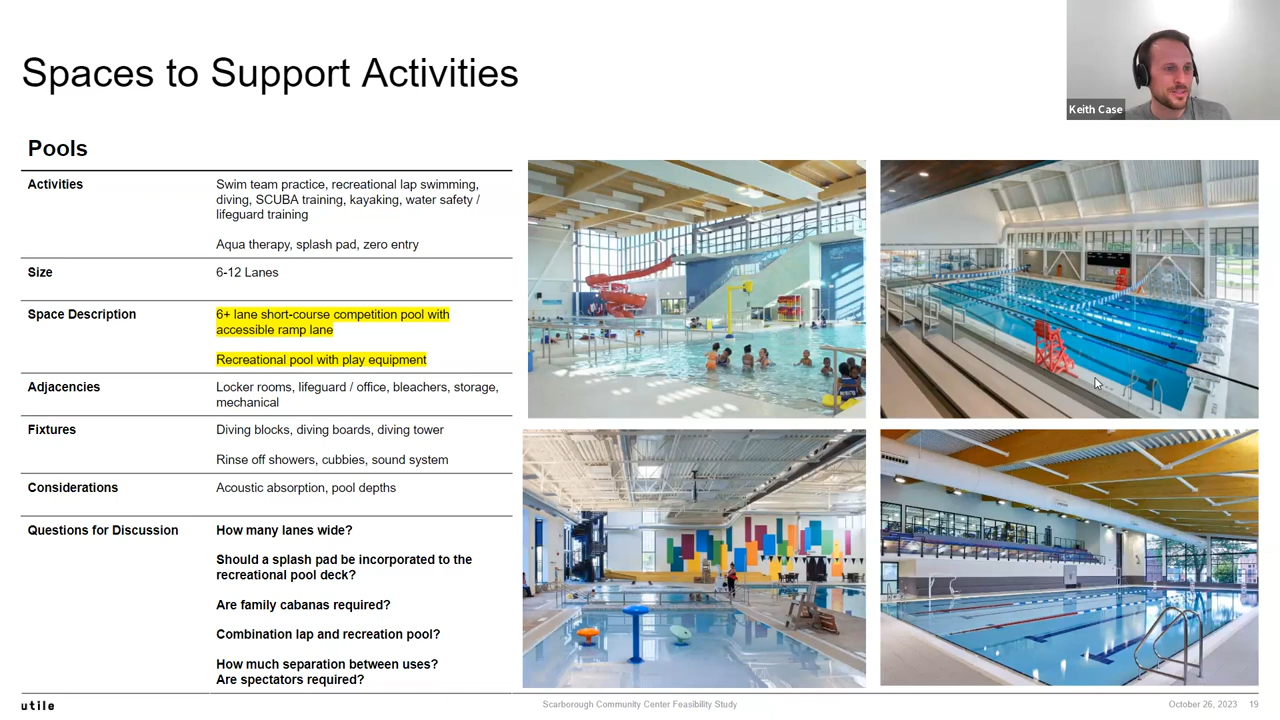 Spaces to Support Activities
Keith Case
Pools
Activities
Swim team practice, recreational lap swimming,
diving, SCUBA training, kayaking, water safety /
lifeguard training
Aqua therapy, splash pad, zero entry
Size
6-12 Lanes
Space Description
6+ lane short-course competition pool with
accessible ramp lane
Recreational pool with play equipment
Adjacencies
Locker rooms, lifeguard / office, bleachers, storage,
mechanical
Fixtures
Diving blocks, diving boards, diving tower
Rinse off showers, cubbies, sound system
Considerations
Acoustic absorption, pool depths
Questions for Discussion
How many lanes wide?
Should a splash pad be incorporated to the
recreational pool deck?
Are family cabanas required?
Combination lap and recreation pool?
How much separation between uses?
Are spectators required?
utile
Scarborough Community Center Feasibility Study
October 26, 2023 19